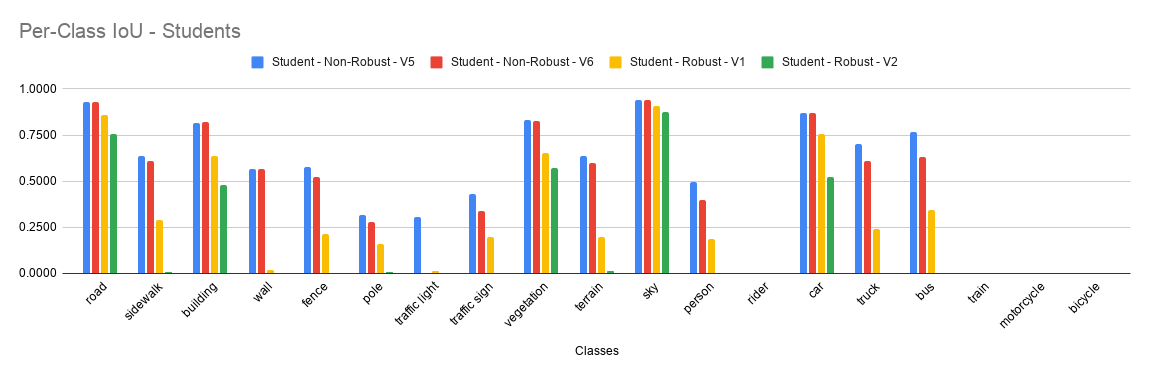 Per-Class IoU - Students
Student - Non-Robust - V5 Student - Non-Robust - V6 Student - Robust - V1 Student - Robust - V2
1.0000
0.7500
0.5000
0.2500
0.0000
road sidewalk building wall fence pole traffic light traffic sign vegetation terrain sky person rider car truck bus train motorcycle bicycle
Classes